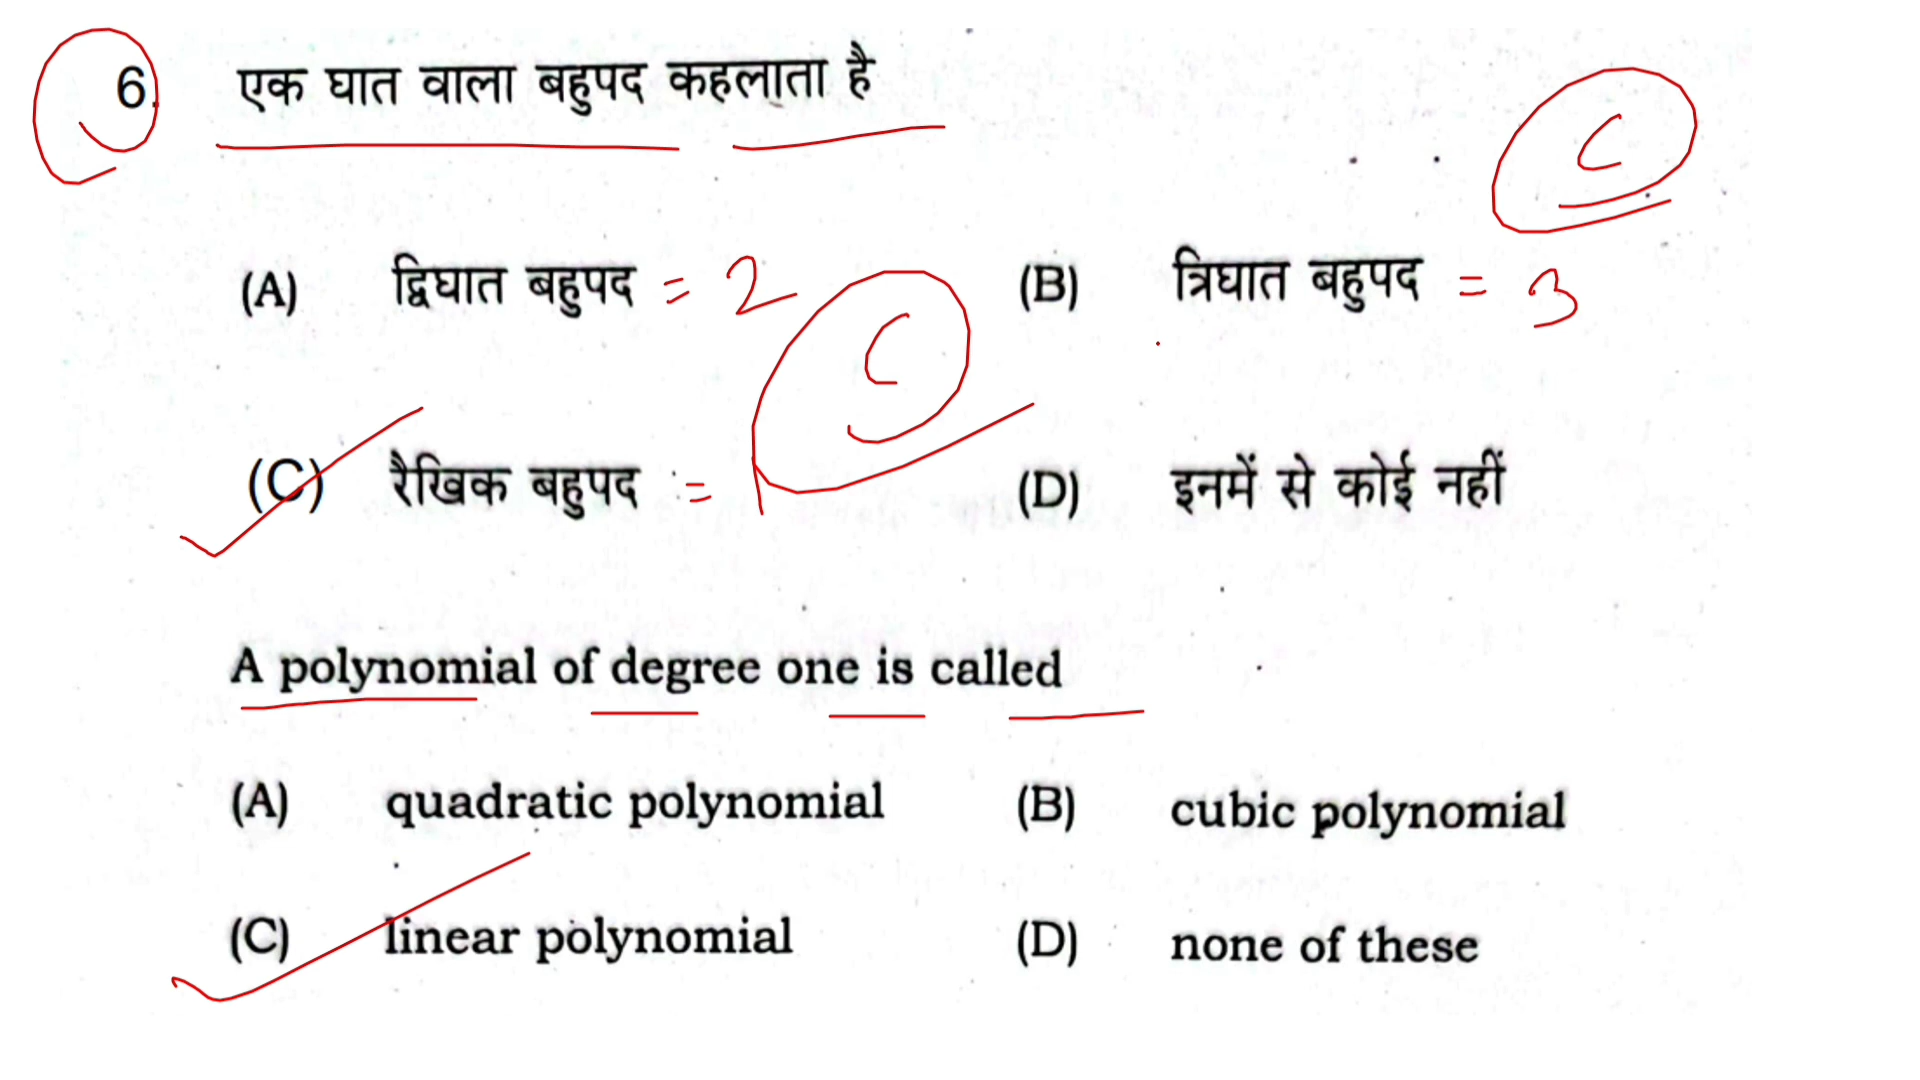 6. एक घात वाला बहुपद कहलाता है
C
(A) द्विघात बहुपद = 2 (B) त्रिघात बहुपद = 3
C
(C) रैखिक बहुपद = 1 (D) इनमें से कोई नहीं
A polynomial of degree one is called
(A) quadratic polynomial (B) cubic polynomial
(C) linear polynomial (D) none of these